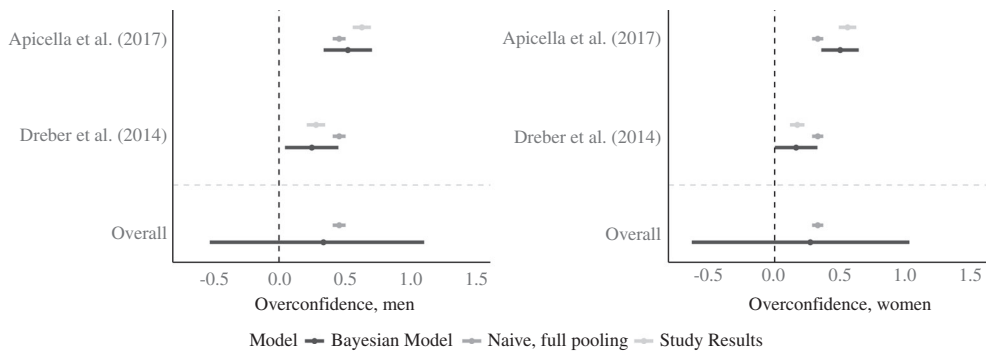 Apicella et al. (2017)
Dreber et al. (2014)
Overall
-0.5 0.0 0.5 1.0 1.5
Overconfidence, men
Apicella et al. (2017)
Dreber et al. (2014)
Overall
-0.5 0.0 0.5 1.0 1.5
Overconfidence, women
Model Bayesian Model Naive, full pooling Study Results